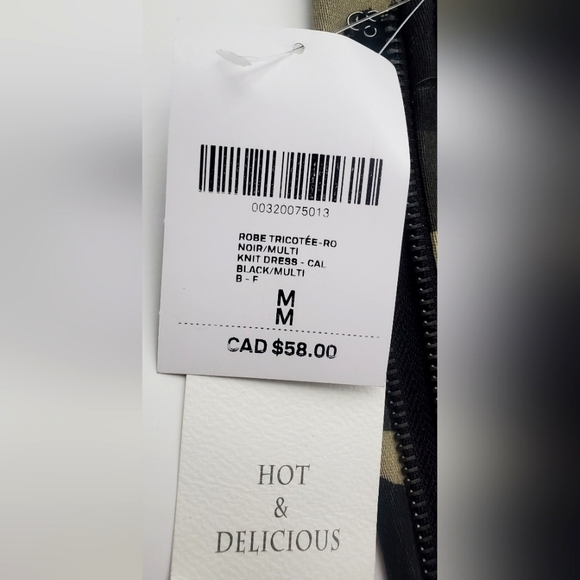 00320075013
ROBE TRICOTÉE-RO
NOIR/MULTI
KNIT DRESS - CAL
BLACK/MULTI
B - F
M
M
CAD $58.00
HOT
&
DELICIOUS